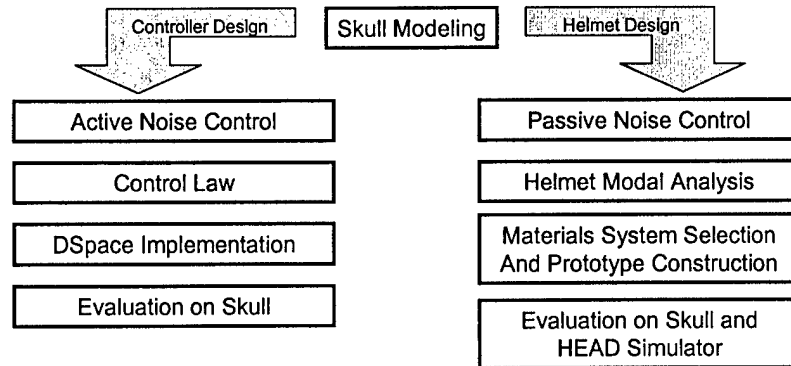 Controller Design
Skull Modeling
Helmet Design
Active Noise Control
Control Law
DSpace Implementation
Evaluation on Skull
Passive Noise Control
Helmet Modal Analysis
Materials System Selection
And Prototype Construction
Evaluation on Skull and
HEAD Simulator